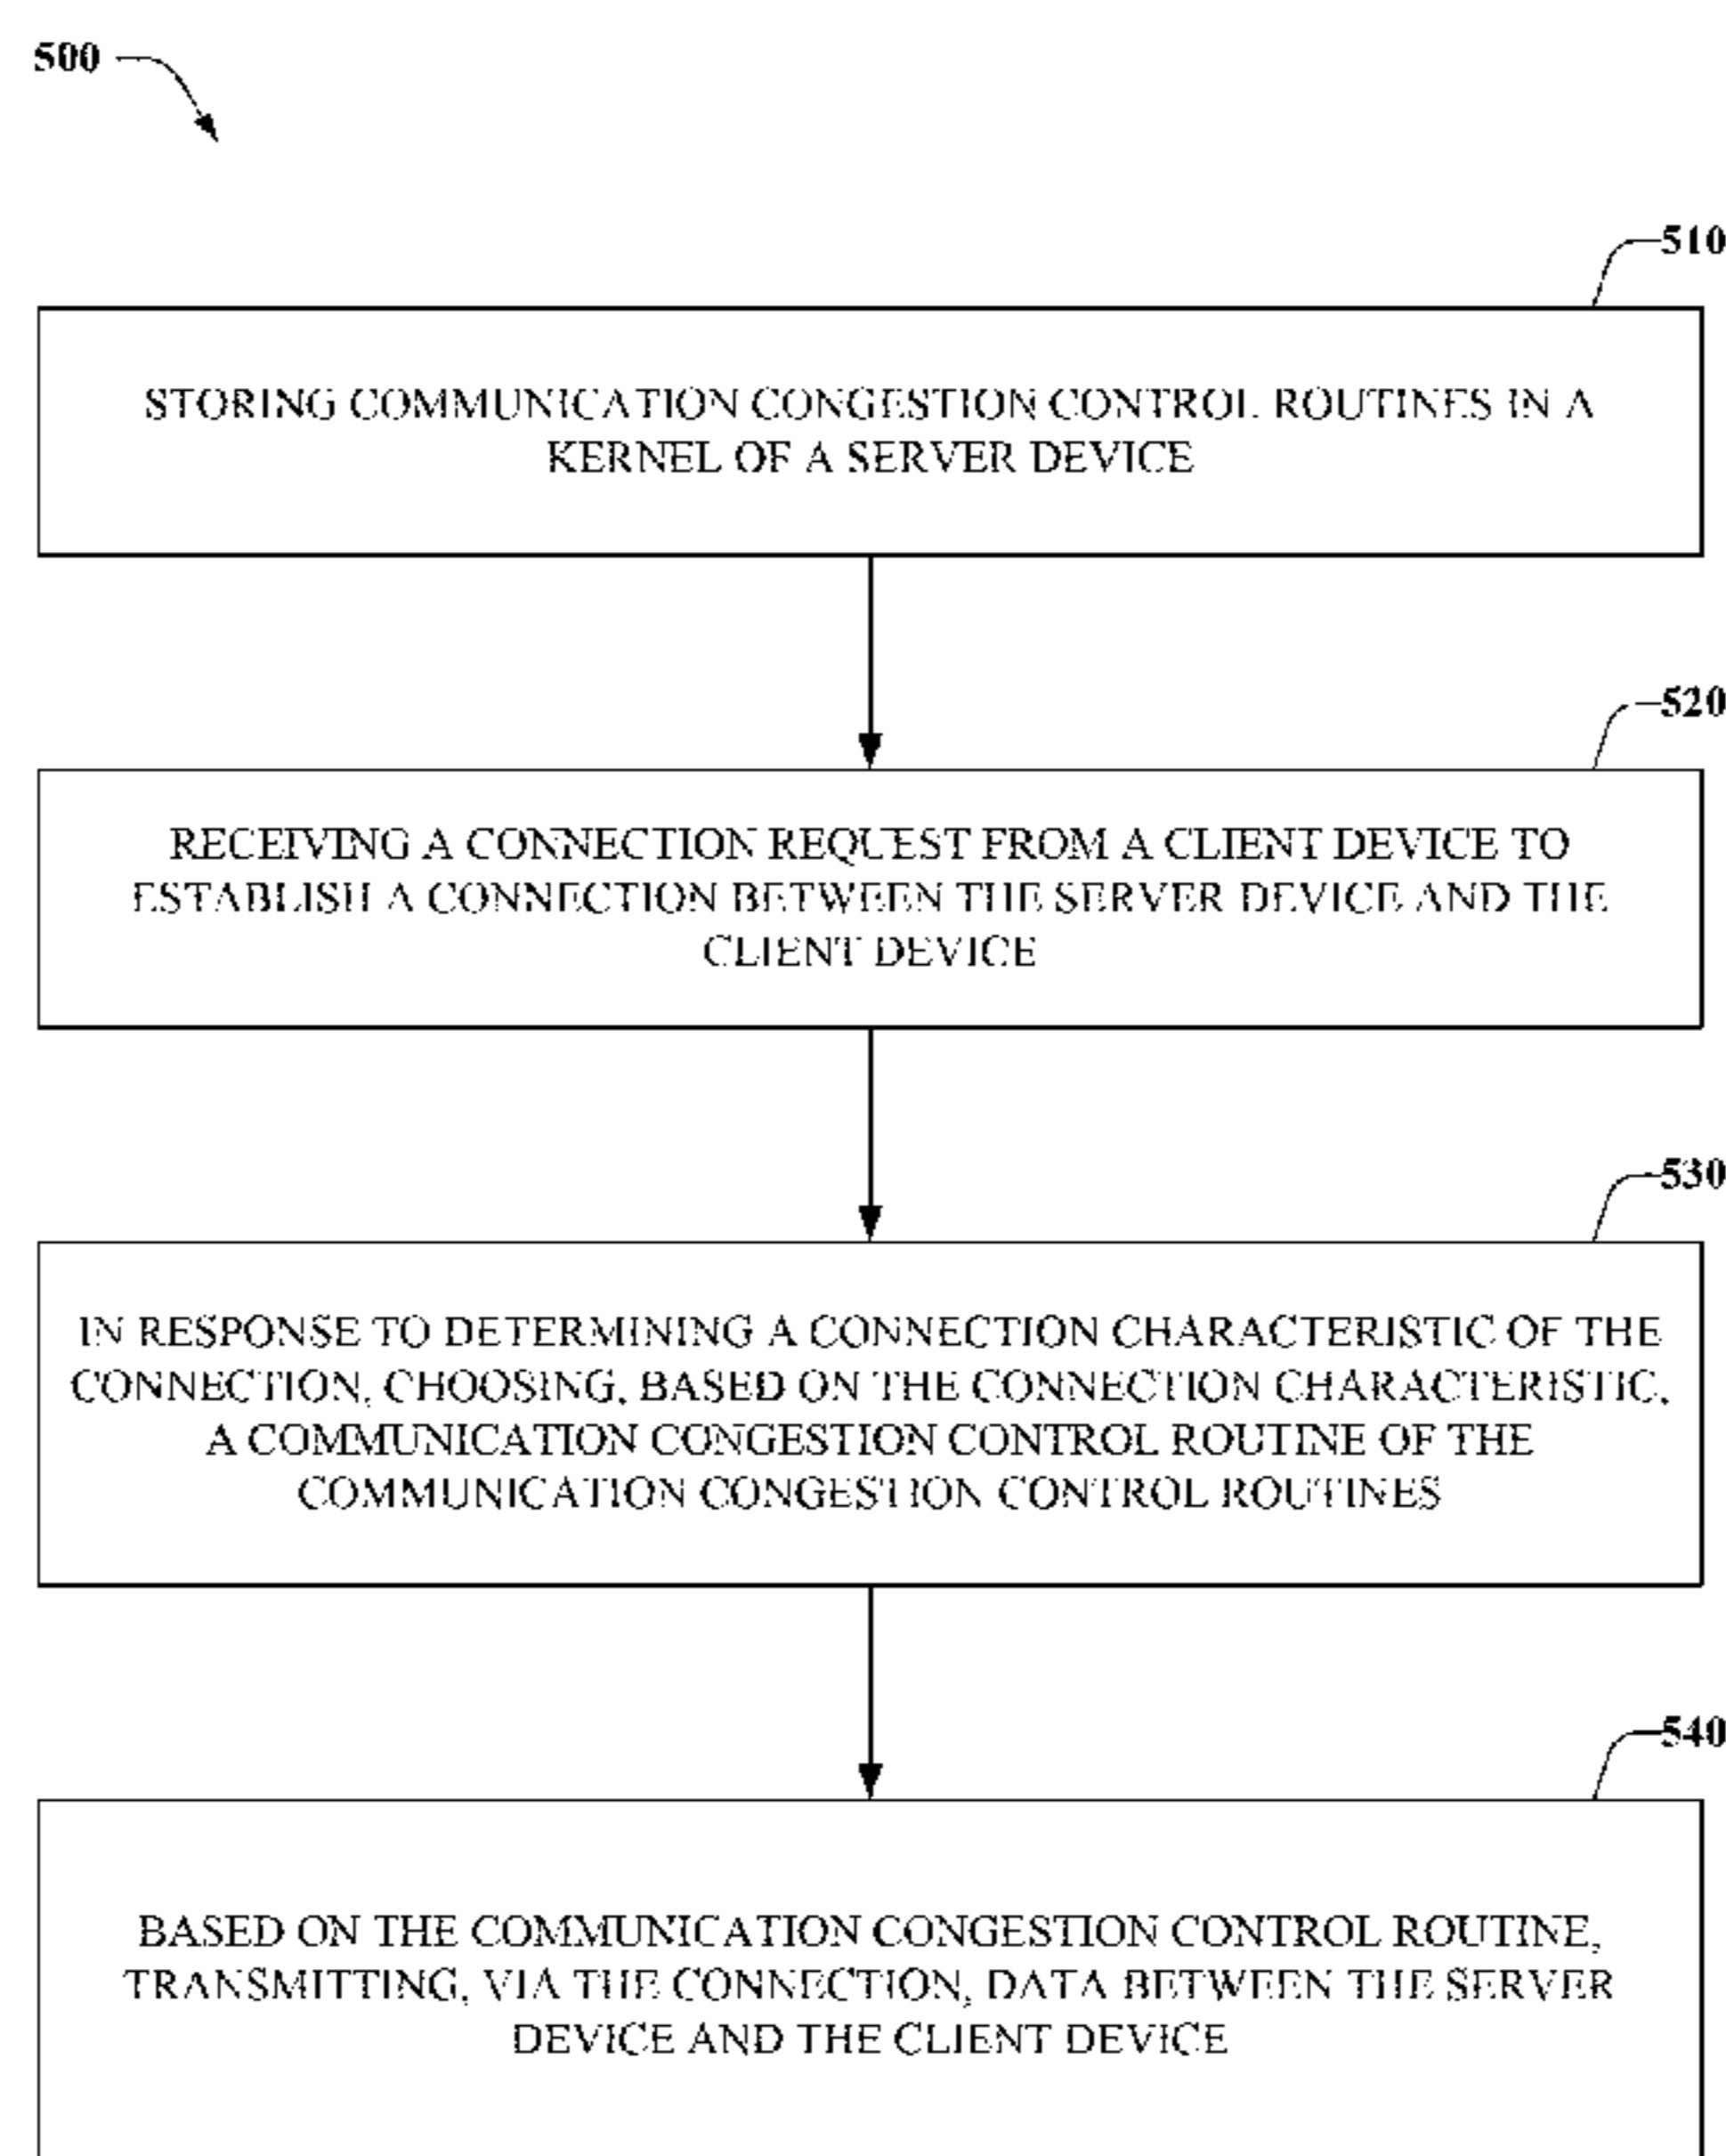 500
510
STORING COMMUNICATION CONGESTION CONTROL ROUTINES IN A
KERNEL OF A SERVER DEVICE
520
RECEIVING A CONNECTION REQUEST FROM A CLIENT DEVICE TO
ESTABLISH A CONNECTION BETWEEN THE SERVER DEVICE AND THE
CLIENT DEVICE
530
IN RESPONSE TO DETERMINING A CONNECTION CHARACTERISTIC OF THE
CONNECTION, CHOOSING, BASED ON THE CONNECTION CHARACTERISTIC,
A COMMUNICATION CONGESTION CONTROL ROUTINE OF THE
COMMUNICATION CONGESTION CONTROL ROUTINES
540
BASED ON THE COMMUNICATION CONGESTION CONTROL ROUTINE,
TRANSMITTING, VIA THE CONNECTION, DATA BETWEEN THE SERVER
DEVICE AND THE CLIENT DEVICE